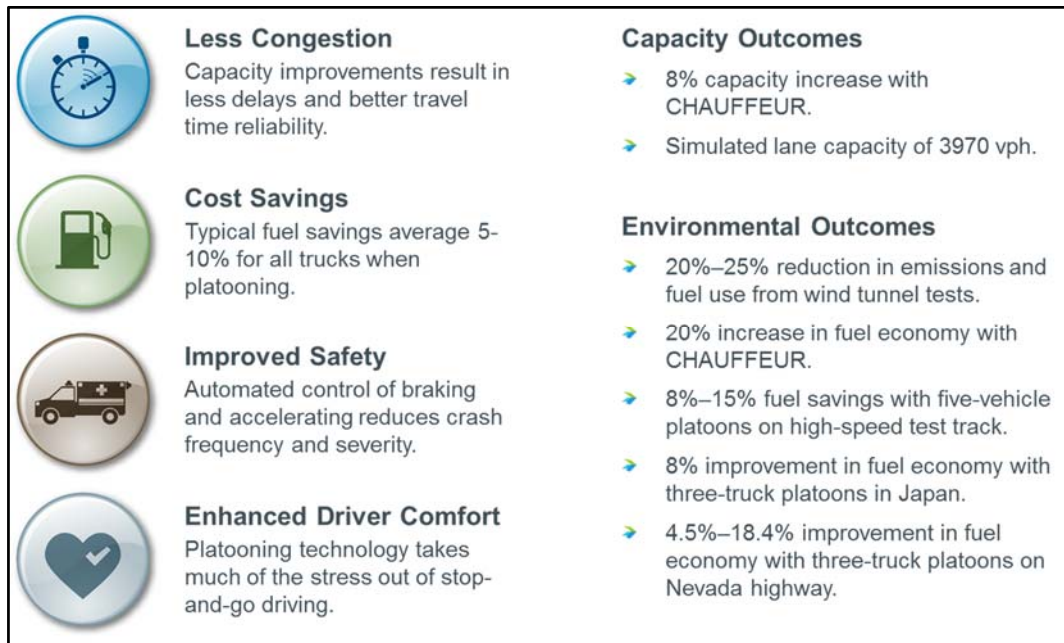 Less Congestion
Capacity improvements result in
less delays and better travel
time reliability.
Cost Savings
Typical fuel savings average 5-
10% for all trucks when
platooning.
Improved Safety
Automated control of braking
and accelerating reduces crash
frequency and severity.
Enhanced Driver Comfort
Platooning technology takes
much of the stress out of stop-
and-go driving.
Capacity Outcomes
8% capacity increase with
CHAUFFEUR.
Simulated lane capacity of 3970 vph.
Environmental Outcomes
20%–25% reduction in emissions and
fuel use from wind tunnel tests.
20% increase in fuel economy with
CHAUFFEUR.
8%–15% fuel savings with five-vehicle
platoons on high-speed test track.
8% improvement in fuel economy with
three-truck platoons in Japan.
4.5%–18.4% improvement in fuel
economy with three-truck platoons on
Nevada highway.